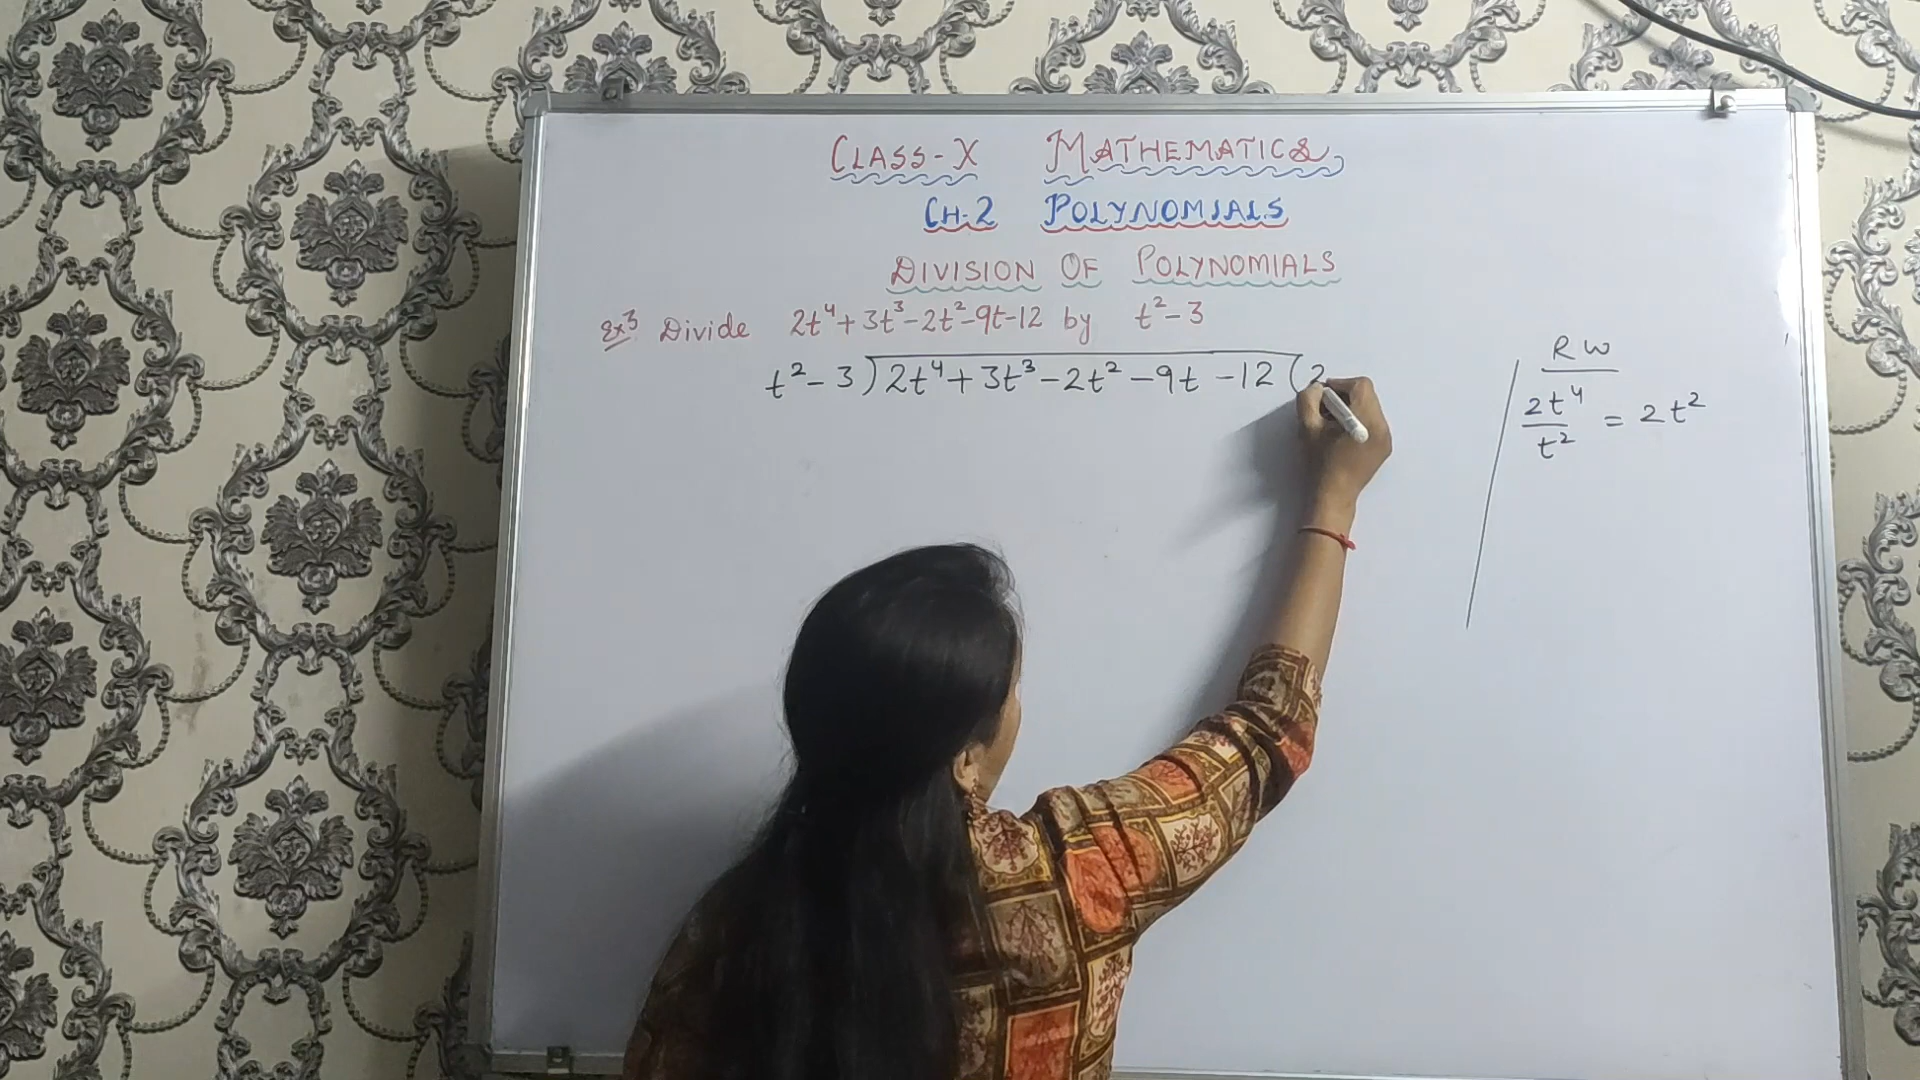 CLASS-X MATHEMATICS
CH-2 POLYNOMIALS
DIVISION OF POLYNOMIALS
Ex3 Divide 2t⁴+3t³-2t²-9t-12 by t²-3
t²-3)2t⁴+3t³-2t²-9t-12(2
RW
2t⁴/t² = 2t²